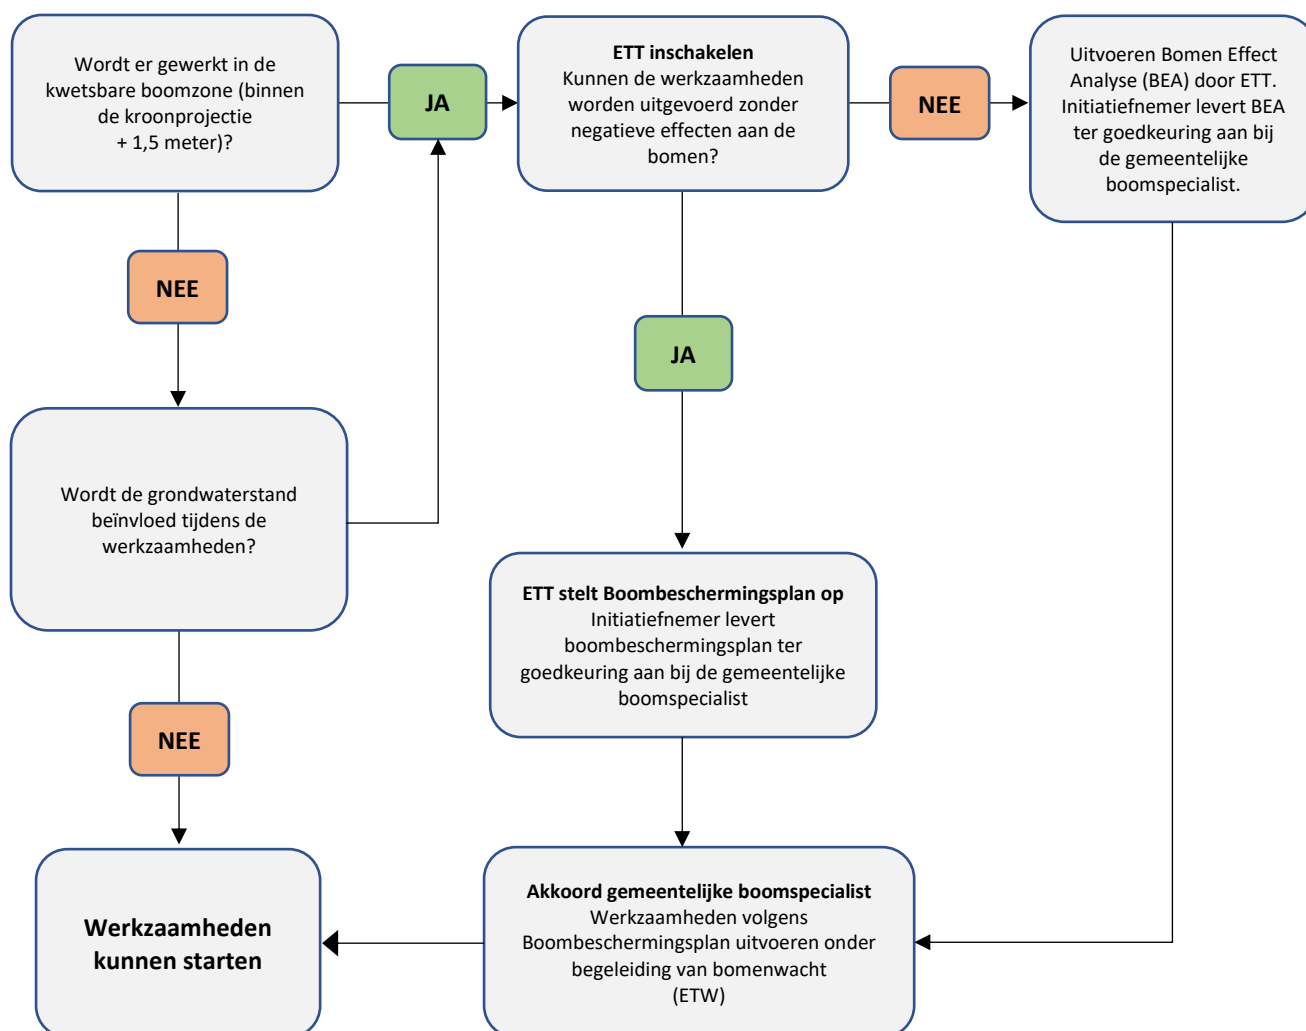 Wordt er gewerkt in de
kwetsbare boomzone (binnen
de kroonprojectie
+ 1,5 meter)?
JA
ETT inschakelen
Kunnen de werkzaamheden
worden uitgevoerd zonder
negatieve effecten aan de
bomen?
NEE
Uitvoeren Bomen Effect
Analyse (BEA) door ETT.
Initiatiefnemer levert BEA
ter goedkeuring aan bij
de gemeentelijke
boomspecialist.
NEE
JA
Wordt de grondwaterstand
beïnvloed tijdens de
werkzaamheden?
ETT stelt Boombeschermingsplan op
Initiatiefnemer levert
boombeschermingsplan ter
goedkeuring aan bij de gemeentelijke
boomspecialist
NEE
Werkzaamheden
kunnen starten
Akkoord gemeentelijke boomspecialist
Werkzaamheden volgens
Boombeschermingsplan uitvoeren onder
begeleiding van bomenwacht
(ETW)